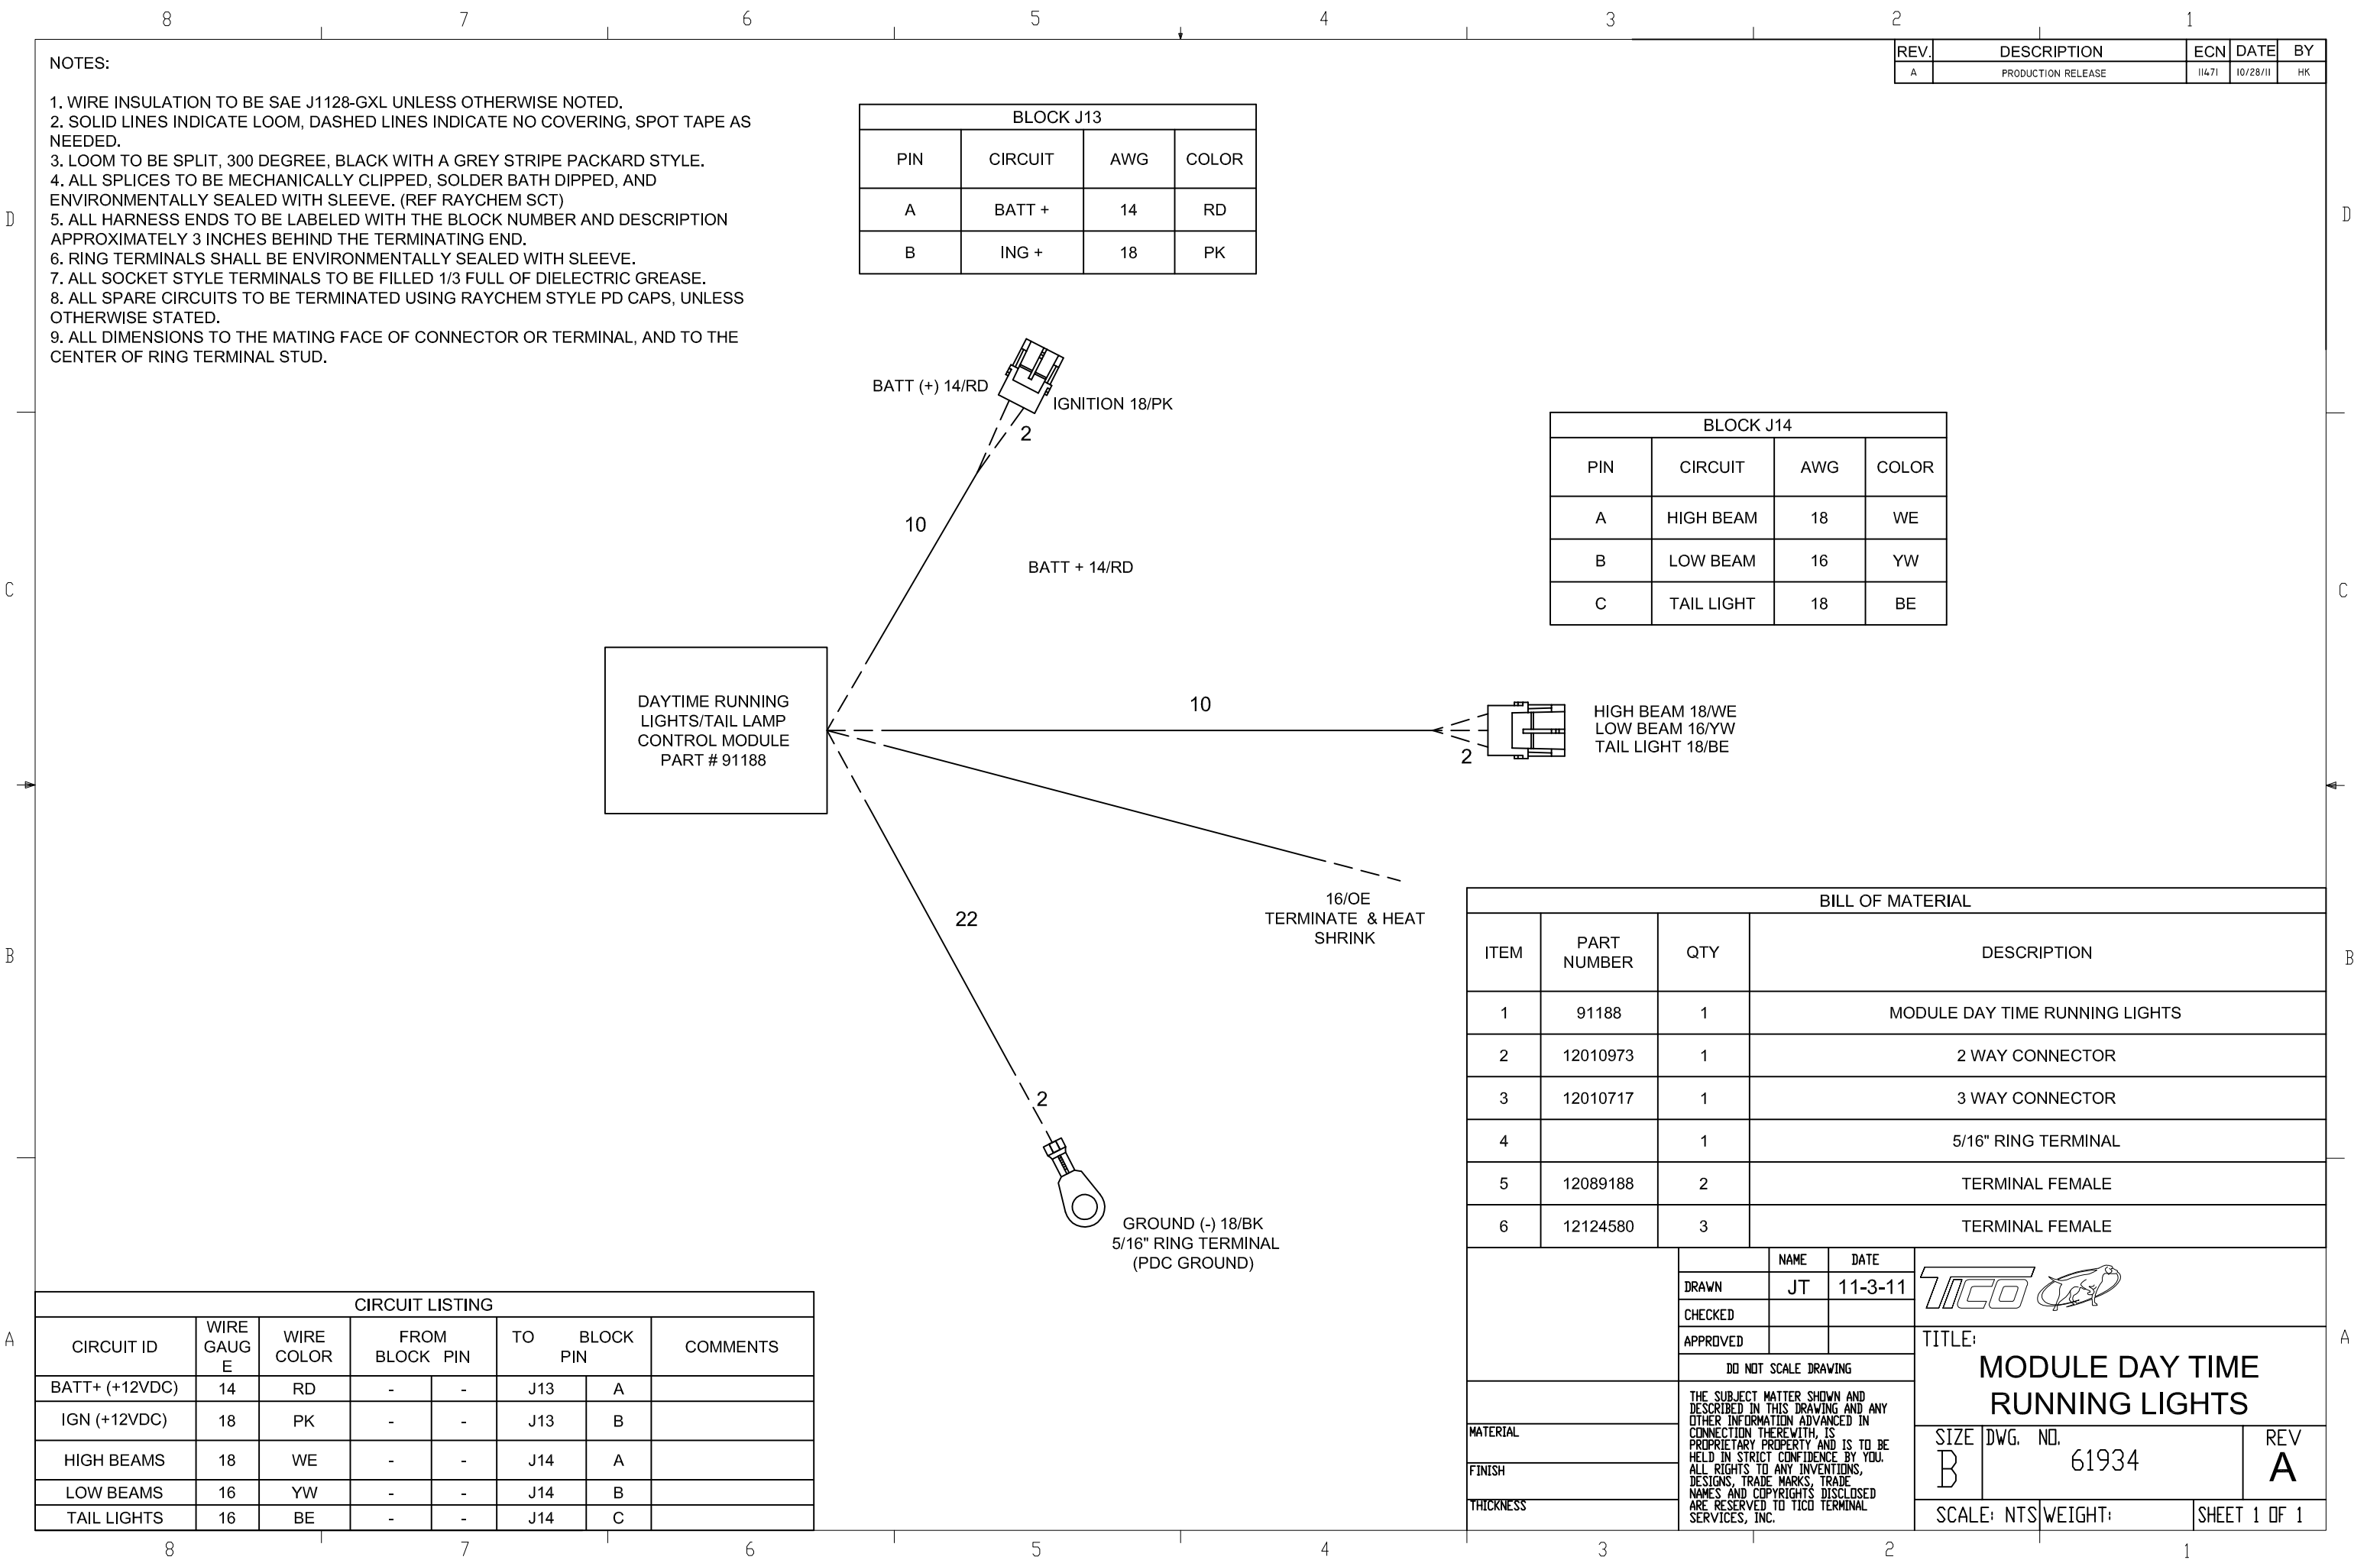 8 7 6 5 4 3 2 1
NOTES:
1. WIRE INSULATION TO BE SAE J1128-GXL UNLESS OTHERWISE NOTED.
2. SOLID LINES INDICATE LOOM, DASHED LINES INDICATE NO COVERING, SPOT TAPE AS
NEEDED.
3. LOOM TO BE SPLIT, 300 DEGREE, BLACK WITH A GREY STRIPE PACKARD STYLE.
4. ALL SPLICES TO BE MECHANICALLY CLIPPED, SOLDER BATH DIPPED, AND
ENVIRONMENTALLY SEALED WITH SLEEVE. (REF RAYCHEM SCT)
5. ALL HARNESS ENDS TO BE LABELED WITH THE BLOCK NUMBER AND DESCRIPTION
APPROXIMATELY 3 INCHES BEHIND THE TERMINATING END.
6. RING TERMINALS SHALL BE ENVIRONMENTALLY SEALED WITH SLEEVE.
7. ALL SOCKET STYLE TERMINALS TO BE FILLED 1/3 FULL OF DIELECTRIC GREASE.
8. ALL SPARE CIRCUITS TO BE TERMINATED USING RAYCHEM STYLE PD CAPS, UNLESS
OTHERWISE STATED.
9. ALL DIMENSIONS TO THE MATING FACE OF CONNECTOR OR TERMINAL, AND TO THE
CENTER OF RING TERMINAL STUD.
REV. DESCRIPTION ECN DATE BY
A PRODUCTION RELEASE 11471 10/28/11 HK
BLOCK J13
PIN CIRCUIT AWG COLOR
A BATT + 14 RD
B ING + 18 PK
D D
BATT (+) 14/RD
IGNITION 18/PK
2
10
BATT + 14/RD
BLOCK J14
PIN CIRCUIT AWG COLOR
A HIGH BEAM 18 WE
B LOW BEAM 16 YW
C TAIL LIGHT 18 BE
C C
DAYTIME RUNNING
LIGHTS/TAIL LAMP
CONTROL MODULE
PART # 91188
10
2
HIGH BEAM 18/WE
LOW BEAM 16/YW
TAIL LIGHT 18/BE
16/OE
TERMINATE & HEAT
SHRINK
22
2
GROUND (-) 18/BK
5/16" RING TERMINAL
(PDC GROUND)
B B
BILL OF MATERIAL
ITEM PART NUMBER QTY DESCRIPTION
1 91188 1 MODULE DAY TIME RUNNING LIGHTS
2 12010973 1 2 WAY CONNECTOR
3 12010717 1 3 WAY CONNECTOR
4 1 5/16" RING TERMINAL
5 12089188 2 TERMINAL FEMALE
6 12124580 3 TERMINAL FEMALE
CIRCUIT LISTING
CIRCUIT ID WIRE GAUG E WIRE COLOR FROM BLOCK PIN TO BLOCK PIN COMMENTS
BATT+ (+12VDC) 14 RD - - J13 A
IGN (+12VDC) 18 PK - - J13 B
HIGH BEAMS 18 WE - - J14 A
LOW BEAMS 16 YW - - J14 B
TAIL LIGHTS 16 BE - - J14 C
A A
NAME DATE
DRAWN JT 11-3-11
CHECKED
APPROVED
DO NOT SCALE DRAWING
THE SUBJECT MATTER SHOWN AND
DESCRIBED IN THIS DRAWING AND ANY
OTHER INFORMATION ADVANCED IN
CONNECTION THEREWITH, IS
PROPRIETARY PROPERTY AND IS TO BE
HELD IN STRICT CONFIDENCE BY YOU.
ALL RIGHTS TO ANY INVENTIONS,
DESIGNS, TRADE MARKS, TRADE
NAMES AND COPYRIGHTS DISCLOSED
ARE RESERVED TO TICO TERMINAL
SERVICES, INC.
MATERIAL
FINISH
THICKNESS
TICO
TITLE:
MODULE DAY TIME
RUNNING LIGHTS
SIZE DWG. NO. REV
B 61934 A
SCALE: NTS WEIGHT: SHEET 1 OF 1
8 7 6 5 4 3 2 1